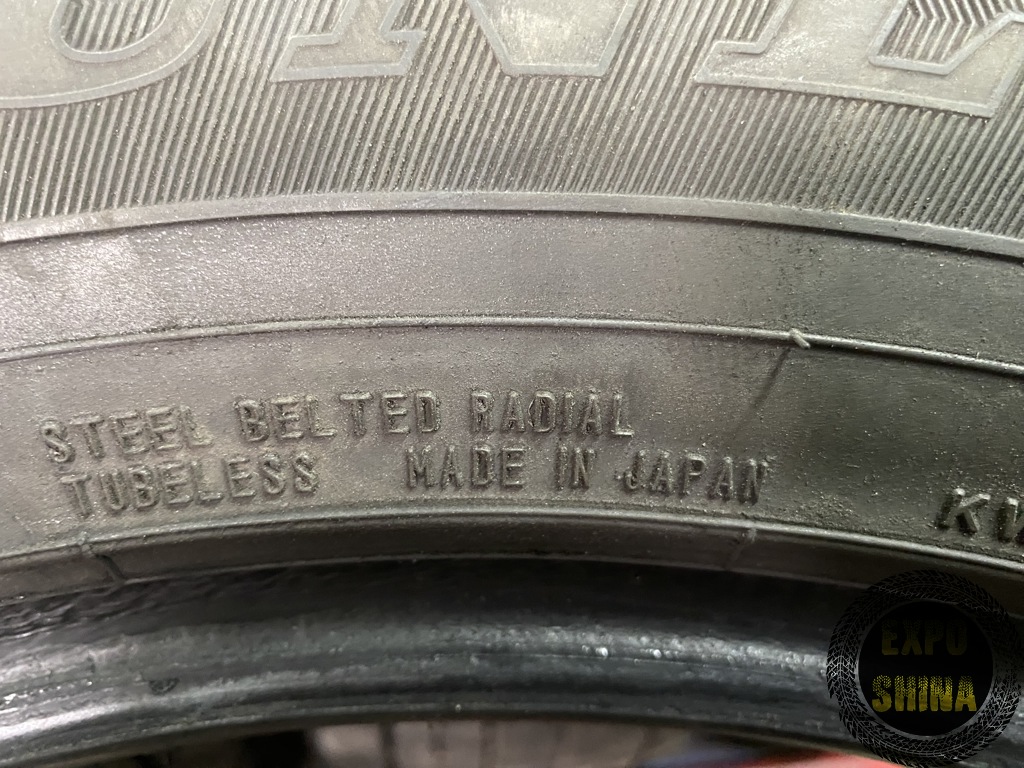 STEEL BELTED RADIAL
TUBELESS MADE IN JAPAN
EXPO
SHINA